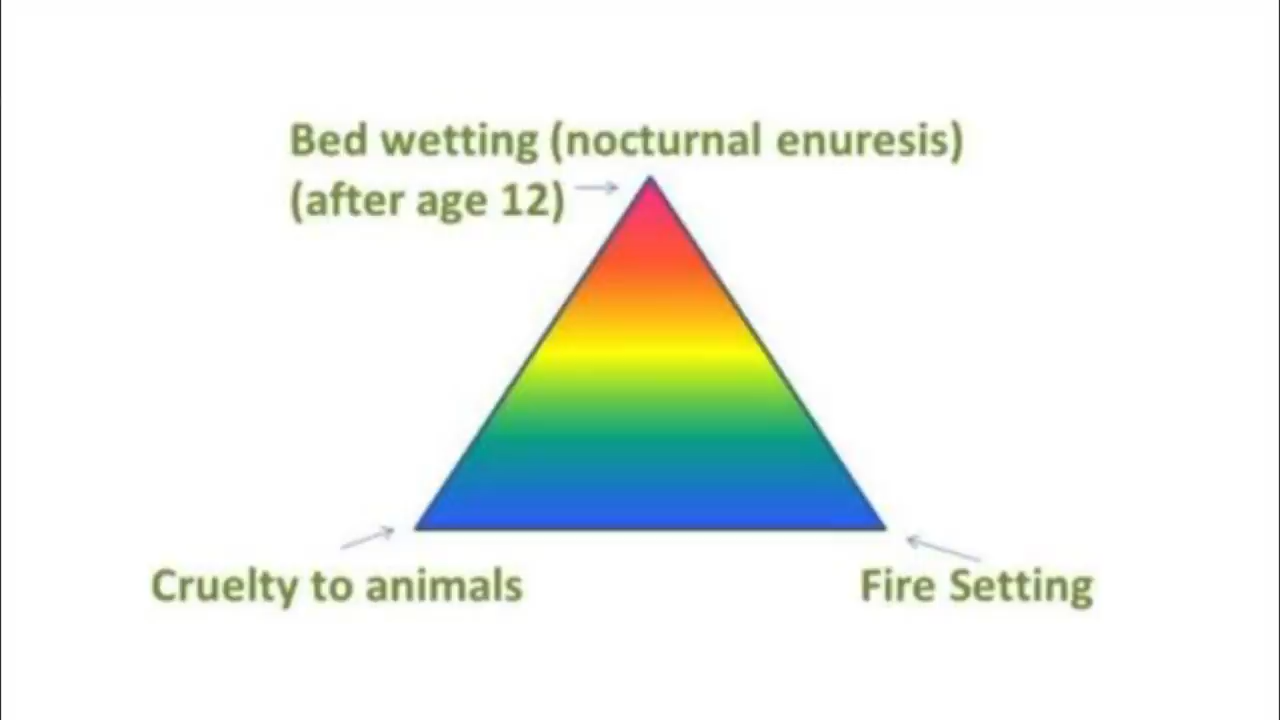 Bed wetting (nocturnal enuresis)
(after age 12)
Cruelty to animals
Fire Setting